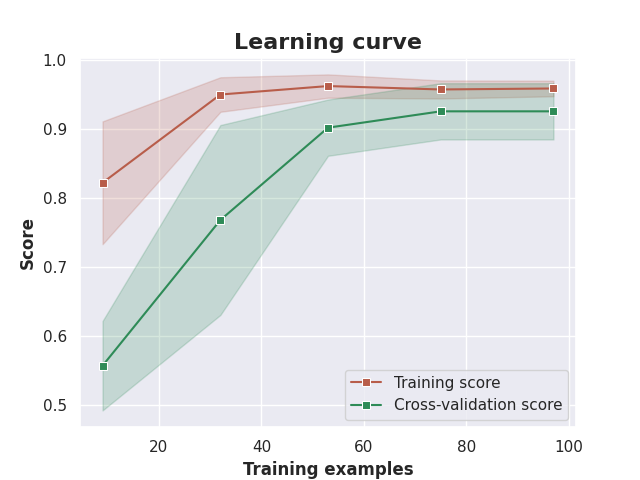 Learning curve
1.0
0.9
0.8
0.7
0.6
0.5
Score
Training score
Cross-validation score
20 40 60 80 100
Training examples